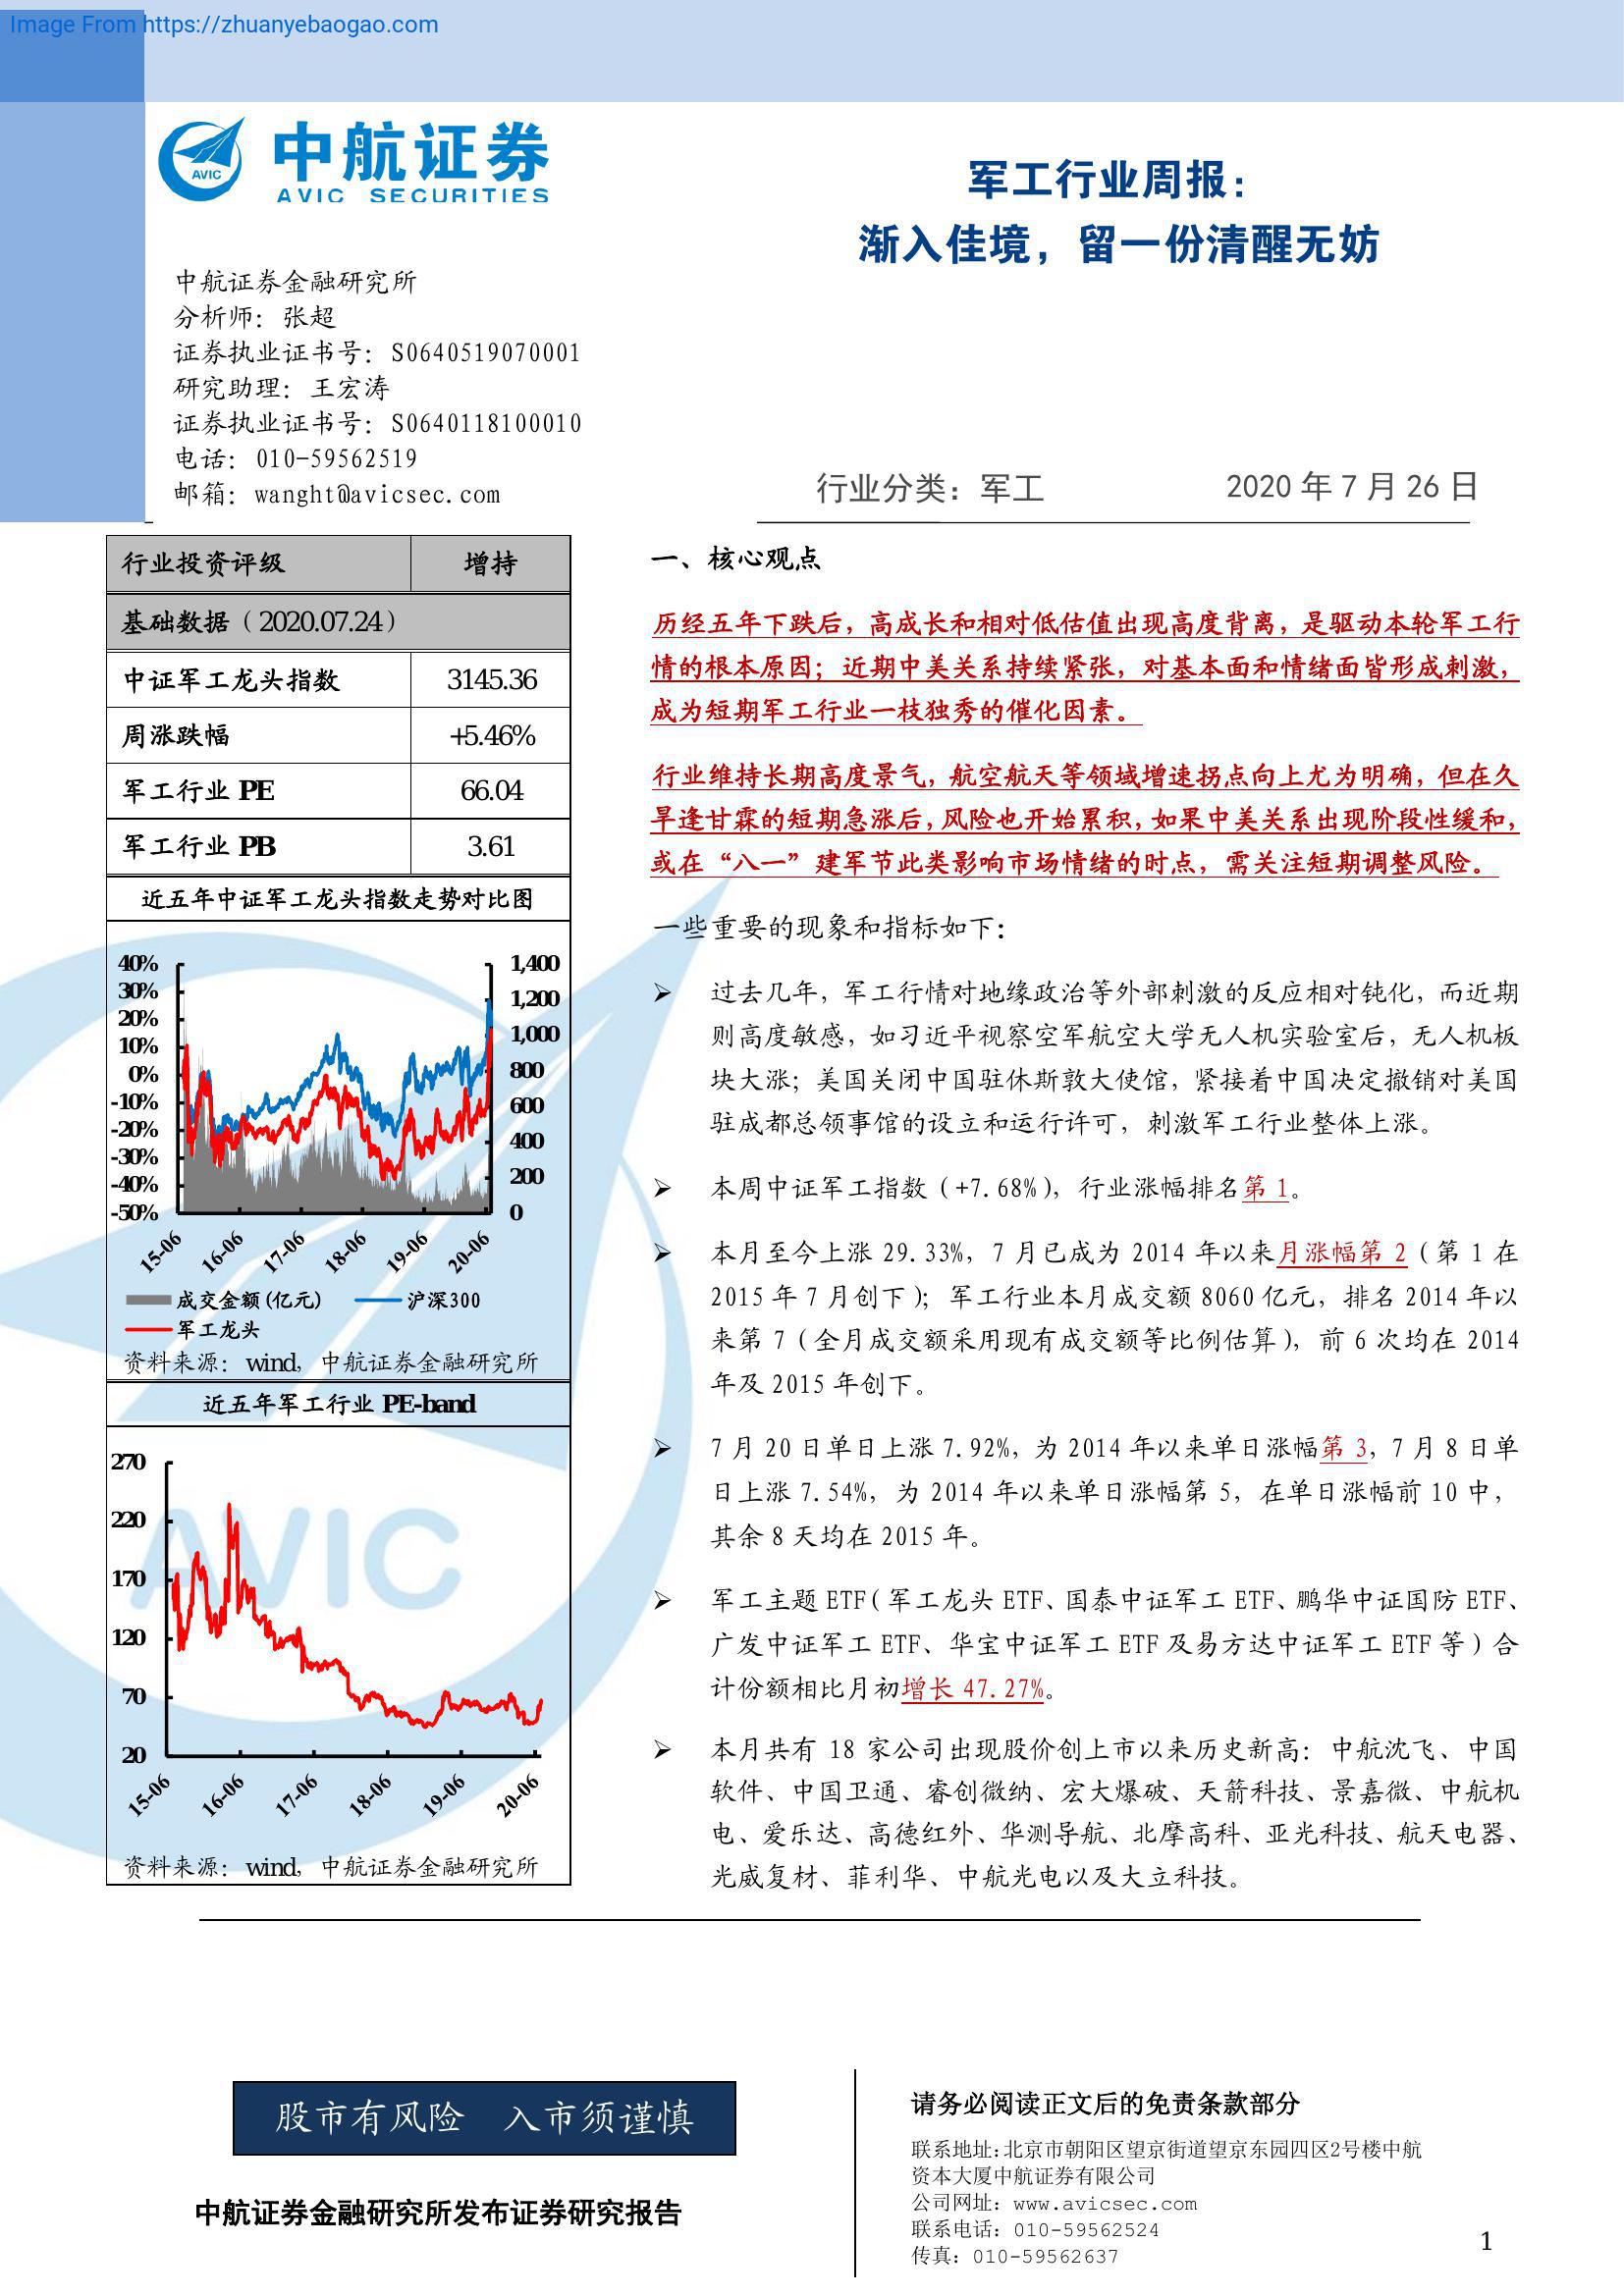 Image From https://zhuanyebaogao.com
AVIC
中航证券
AVIC SECURITIES
军工行业周报：
渐入佳境，留一份清醒无妨
中航证券金融研究所
分析师：张超
证券执业证书号：S0640519070001
研究助理：王宏涛
证券执业证书号：S0640118100010
电话：010-59562519
邮箱：wanght@avicsec.com
行业分类：军工 2020年7月26日
行业投资评级 增持
基础数据（2020.07.24）
中证军工龙头指数 3145.36
周涨跌幅 +5.46%
军工行业 PE 66.04
军工行业 PB 3.61
近五年中证军工龙头指数走势对比图
40% 1,400
30%
20% 1,200
10% 1,000
0% 800
-10% 600
-20% 400
-30% 200
-40%
-50% 0
15-06 16-06 17-06 18-06 19-06 20-06
成交金额(亿元) 沪深300
军工龙头
资料来源：wind，中航证券金融研究所
近五年军工行业 PE-band
270
220
170
120
70
20
15-06 16-06 17-06 18-06 19-06 20-06
AVIC
资料来源：wind，中航证券金融研究所
一、核心观点
历经五年下跌后，高成长和相对低估值出现高度背离，是驱动本轮军工行
情的根本原因；近期中美关系持续紧张，对基本面和情绪面皆形成刺激，
成为短期军工行业一枝独秀的催化因素。
行业维持长期高度景气，航空航天等领域增速拐点向上尤为明确，但在久
旱逢甘霖的短期急涨后，风险也开始累积，如果中美关系出现阶段性缓和，
或在“八一”建军节此类影响市场情绪的时点，需关注短期调整风险。
一些重要的现象和指标如下：
➢ 过去几年，军工行情对地缘政治等外部刺激的反应相对钝化，而近期
则高度敏感，如习近平视察空军航空大学无人机实验室后，无人机板
块大涨；美国关闭中国驻休斯敦大使馆，紧接着中国决定撤销对美国
驻成都总领事馆的设立和运行许可，刺激军工行业整体上涨。
➢ 本周中证军工指数（+7.68%），行业涨幅排名第 1。
➢ 本月至今上涨 29.33%，7 月已成为 2014 年以来月涨幅第 2（第 1 在
2015 年 7 月创下）；军工行业本月成交额 8060 亿元，排名 2014 年以
来第 7（全月成交额采用现有成交额等比例估算），前 6 次均在 2014
年及 2015 年创下。
➢ 7 月 20 日单日上涨 7.92%，为 2014 年以来单日涨幅第 3，7 月 8 日单
日上涨 7.54%，为 2014 年以来单日涨幅第 5，在单日涨幅前 10 中，
其余 8 天均在 2015 年。
➢ 军工主题 ETF（军工龙头 ETF、国泰中证军工 ETF、鹏华中证国防 ETF、
广发中证军工 ETF、华宝中证军工 ETF 及易方达中证军工 ETF 等）合
计份额相比月初增长 47.27%。
➢ 本月共有 18 家公司出现股价创上市以来历史新高：中航沈飞、中国
软件、中国卫通、睿创微纳、宏大爆破、天箭科技、景嘉微、中航机
电、爱乐达、高德红外、华测导航、北摩高科、亚光科技、航天电器、
光威复材、菲利华、中航光电以及大立科技。
股市有风险 入市须谨慎
中航证券金融研究所发布证券研究报告
请务必阅读正文后的免责条款部分
联系地址：北京市朝阳区望京街道望京东园四区2号楼中航
资本大厦中航证券有限公司
公司网址：www.avicsec.com
联系电话：010-59562524
传真：010-59562637
1